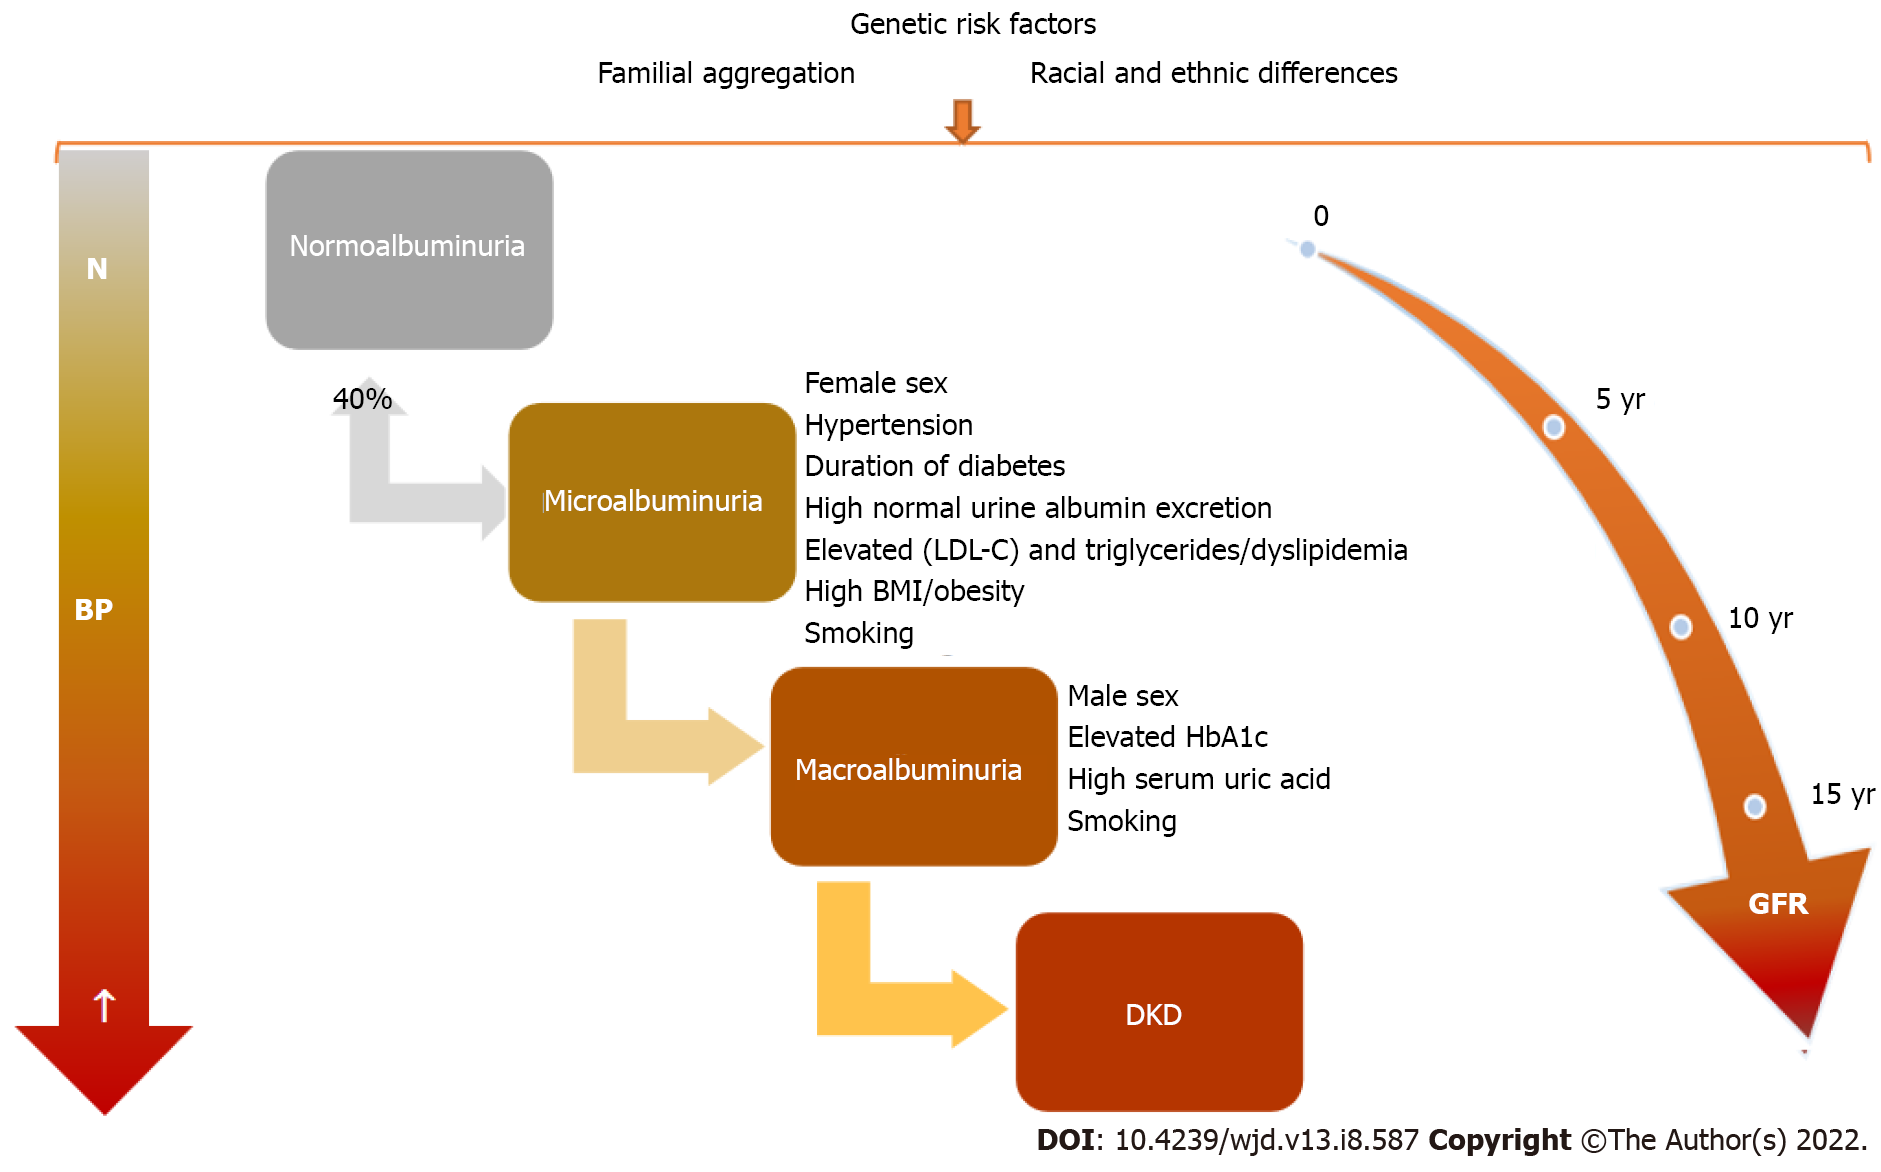 Genetic risk factors
Familial aggregation
Racial and ethnic differences
N
BP
↑
Normoalbuminuria
40%
Microalbuminuria
Female sex
Hypertension
Duration of diabetes
High normal urine albumin excretion
Elevated (LDL-C) and triglycerides/dyslipidemia
High BMI/obesity
Smoking
Macroalbuminuria
Male sex
Elevated HbA1c
High serum uric acid
Smoking
DKD
0
5 yr
10 yr
15 yr
GFR
DOI: 10.4239/wjd.v13.i8.587 Copyright ©The Author(s) 2022.